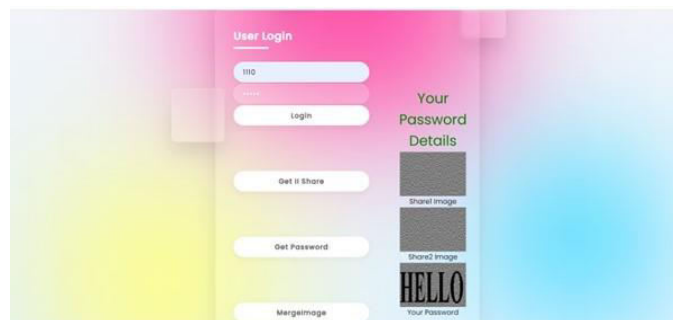 User Login
1110
Login
Get II Share
Get Password
MergeImage
Your
Password
Details
Share1 Image
Share2 Image
HELLO
Your Password